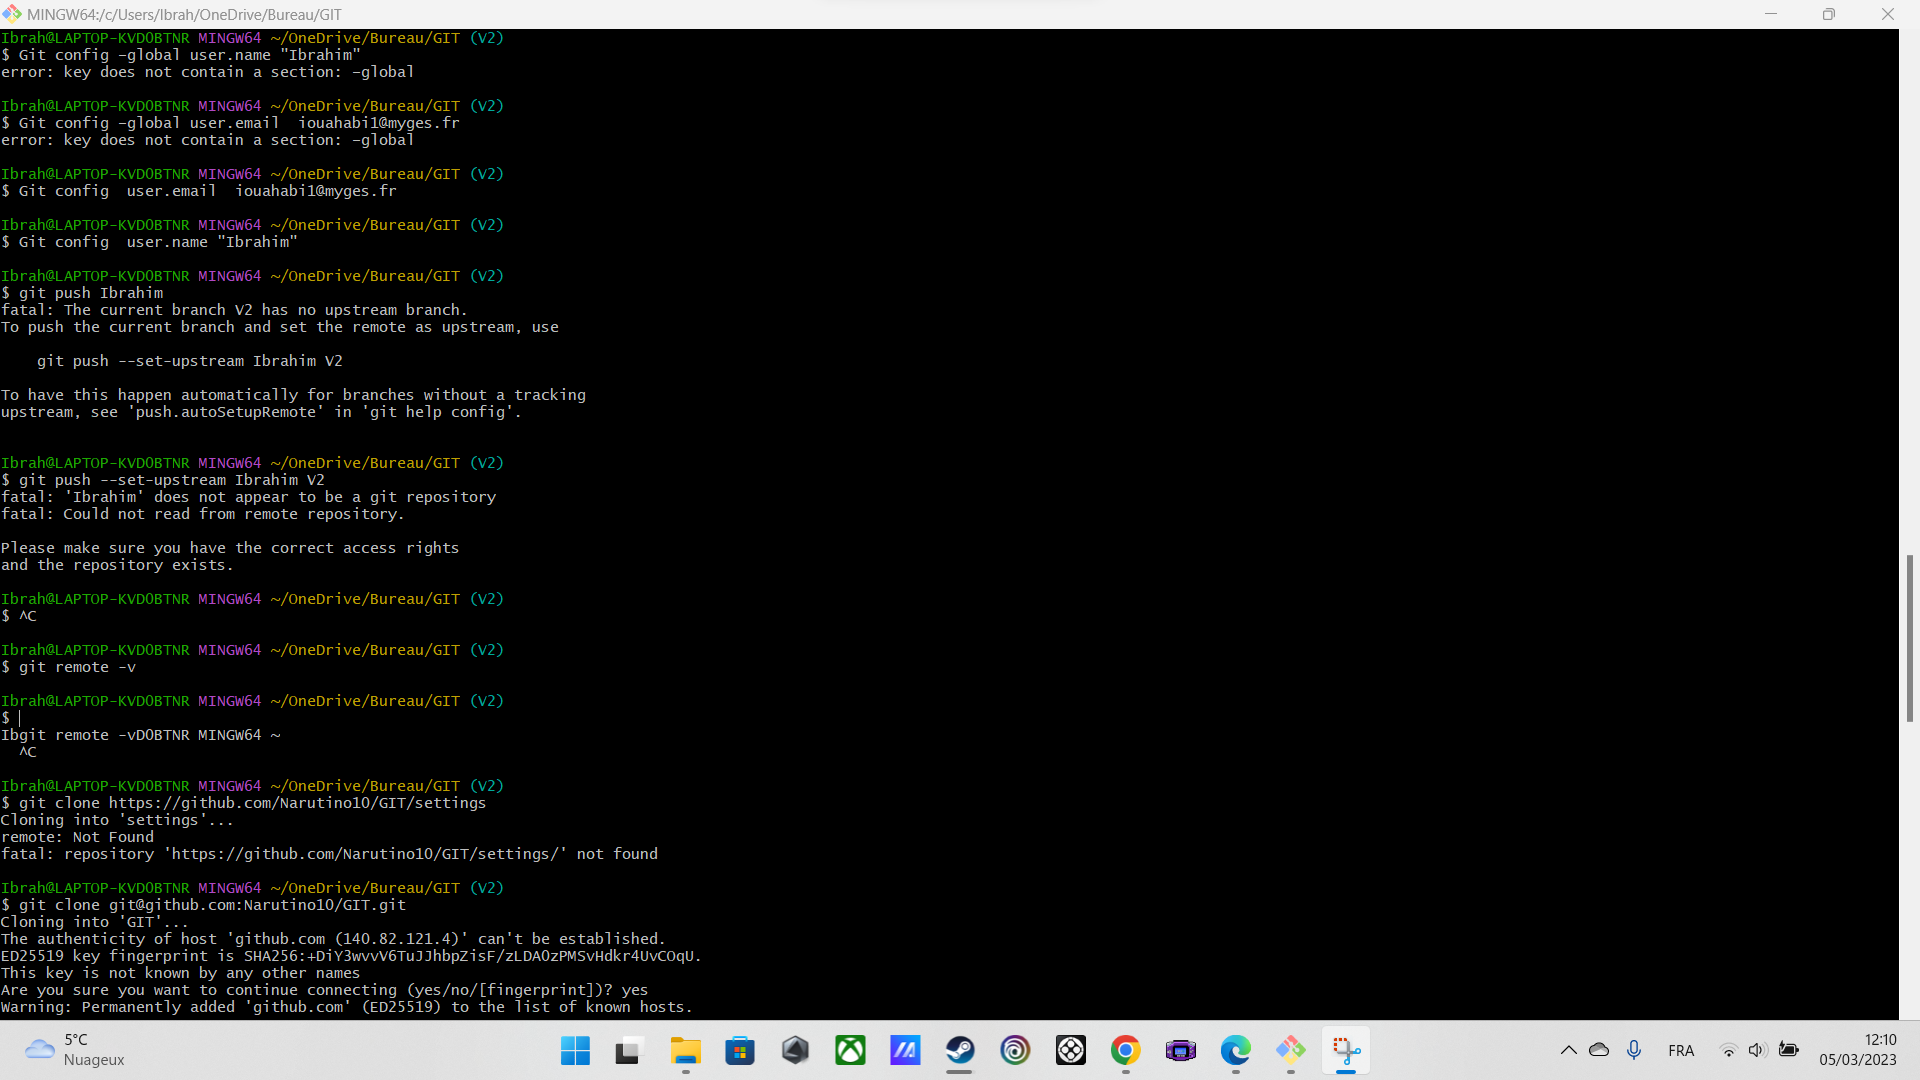 MINGW64:/c/Users/Ibrah/OneDrive/Bureau/GIT
Ibrah@LAPTOP-KVDOBTNR MINGW64 ~/OneDrive/Bureau/GIT (V2)
$ Git config –global user.name "Ibrahim"
error: key does not contain a section: –global
Ibrah@LAPTOP-KVDOBTNR MINGW64 ~/OneDrive/Bureau/GIT (V2)
$ Git config –global user.email  iouahabi1@myges.fr
error: key does not contain a section: –global
Ibrah@LAPTOP-KVDOBTNR MINGW64 ~/OneDrive/Bureau/GIT (V2)
$ Git config  user.email  iouahabi1@myges.fr
Ibrah@LAPTOP-KVDOBTNR MINGW64 ~/OneDrive/Bureau/GIT (V2)
$ Git config  user.name "Ibrahim"
Ibrah@LAPTOP-KVDOBTNR MINGW64 ~/OneDrive/Bureau/GIT (V2)
$ git push Ibrahim
fatal: The current branch V2 has no upstream branch.
To push the current branch and set the remote as upstream, use
git push --set-upstream Ibrahim V2
To have this happen automatically for branches without a tracking
upstream, see 'push.autoSetupRemote' in 'git help config'.
Ibrah@LAPTOP-KVDOBTNR MINGW64 ~/OneDrive/Bureau/GIT (V2)
$ git push --set-upstream Ibrahim V2
fatal: 'Ibrahim' does not appear to be a git repository
fatal: Could not read from remote repository.
Please make sure you have the correct access rights
and the repository exists.
Ibrah@LAPTOP-KVDOBTNR MINGW64 ~/OneDrive/Bureau/GIT (V2)
$ ^C
Ibrah@LAPTOP-KVDOBTNR MINGW64 ~/OneDrive/Bureau/GIT (V2)
$ git remote -v
Ibrah@LAPTOP-KVDOBTNR MINGW64 ~/OneDrive/Bureau/GIT (V2)
$
Ibgit remote -vDOBTNR MINGW64 ~
^C
Ibrah@LAPTOP-KVDOBTNR MINGW64 ~/OneDrive/Bureau/GIT (V2)
$ git clone https://github.com/Narutino10/GIT/settings
Cloning into 'settings'...
remote: Not Found
fatal: repository 'https://github.com/Narutino10/GIT/settings/' not found
Ibrah@LAPTOP-KVDOBTNR MINGW64 ~/OneDrive/Bureau/GIT (V2)
$ git clone git@github.com:Narutino10/GIT.git
Cloning into 'GIT'...
The authenticity of host 'github.com (140.82.121.4)' can't be established.
ED25519 key fingerprint is SHA256:+DiY3wvvV6TuJJhbpZisF/zLDA0zPMSvHdkr4UvCOqU.
This key is not known by any other names
Are you sure you want to continue connecting (yes/no/[fingerprint])? yes
Warning: Permanently added 'github.com' (ED25519) to the list of known hosts.
5°C
Nuageux
FRA
12:10
05/03/2023